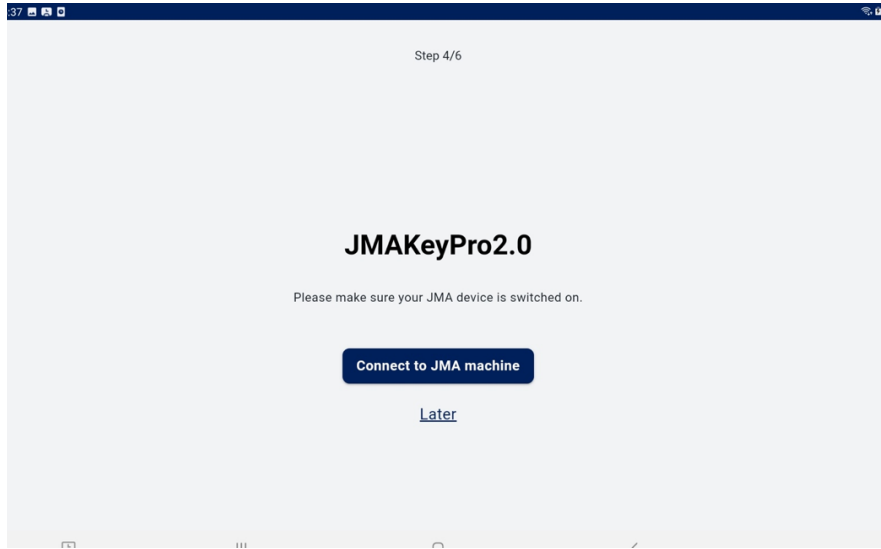 :37
Step 4/6
JMAKeyPro2.0
Please make sure your JMA device is switched on.
Connect to JMA machine
Later